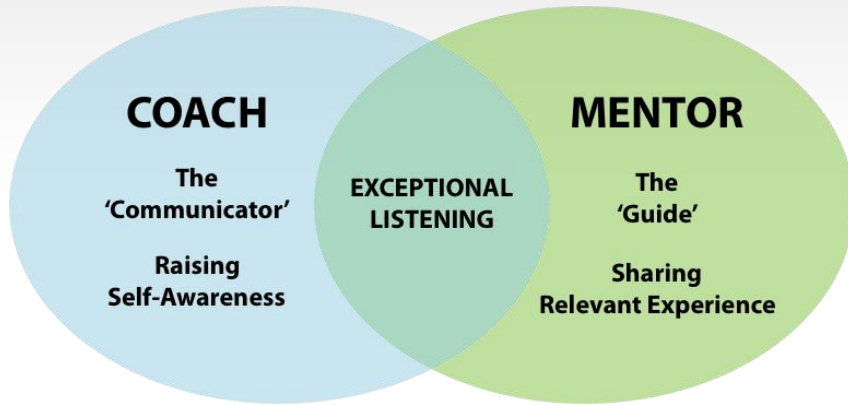 COACH
The
‘Communicator’
Raising
Self-Awareness
EXCEPTIONAL
LISTENING
MENTOR
The
‘Guide’
Sharing
Relevant Experience